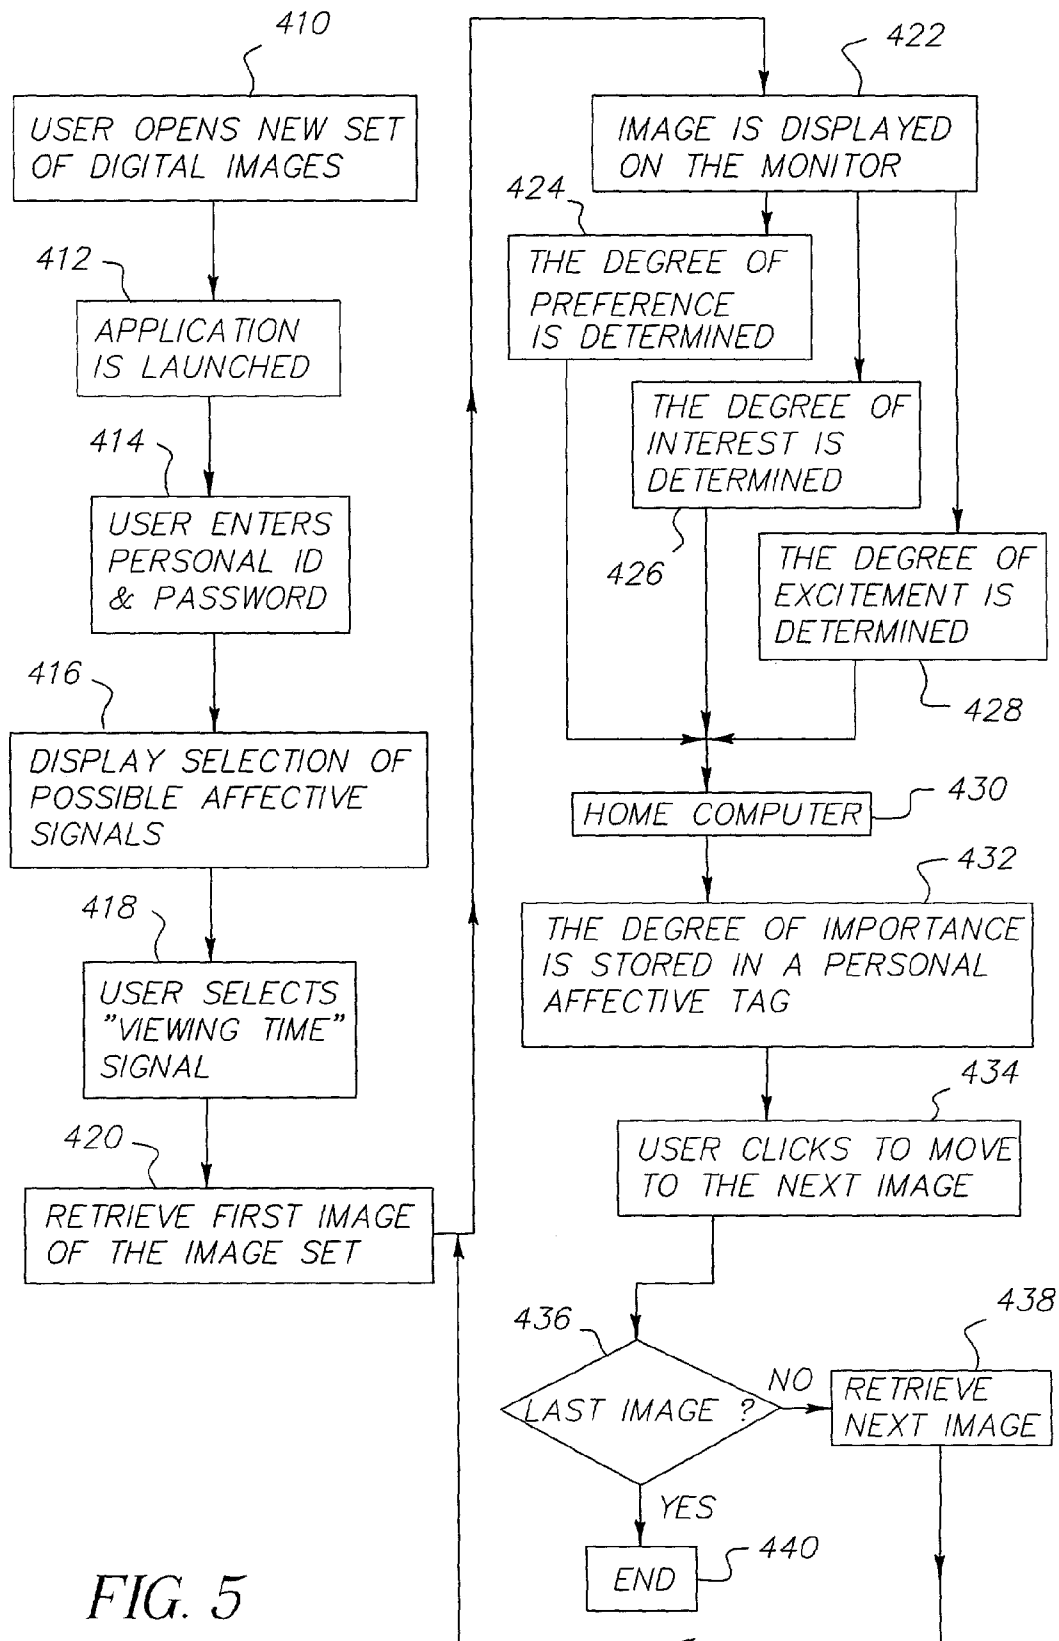 410
USER OPENS NEW SET
OF DIGITAL IMAGES
412
APPLICATION
IS LAUNCHED
414
USER ENTERS
PERSONAL ID
& PASSWORD
416
DISPLAY SELECTION OF
POSSIBLE AFFECTIVE
SIGNALS
418
USER SELECTS
"VIEWING TIME"
SIGNAL
420
RETRIEVE FIRST IMAGE
OF THE IMAGE SET
422
IMAGE IS DISPLAYED
ON THE MONITOR
424
THE DEGREE OF
PREFERENCE
IS DETERMINED
THE DEGREE OF
INTEREST IS
DETERMINED
426
THE DEGREE OF
EXCITEMENT IS
DETERMINED
428
HOME COMPUTER
430
432
THE DEGREE OF IMPORTANCE
IS STORED IN A PERSONAL
AFFECTIVE TAG
434
USER CLICKS TO MOVE
TO THE NEXT IMAGE
436
LAST IMAGE ?
NO
438
RETRIEVE
NEXT IMAGE
YES
END
440
FIG. 5